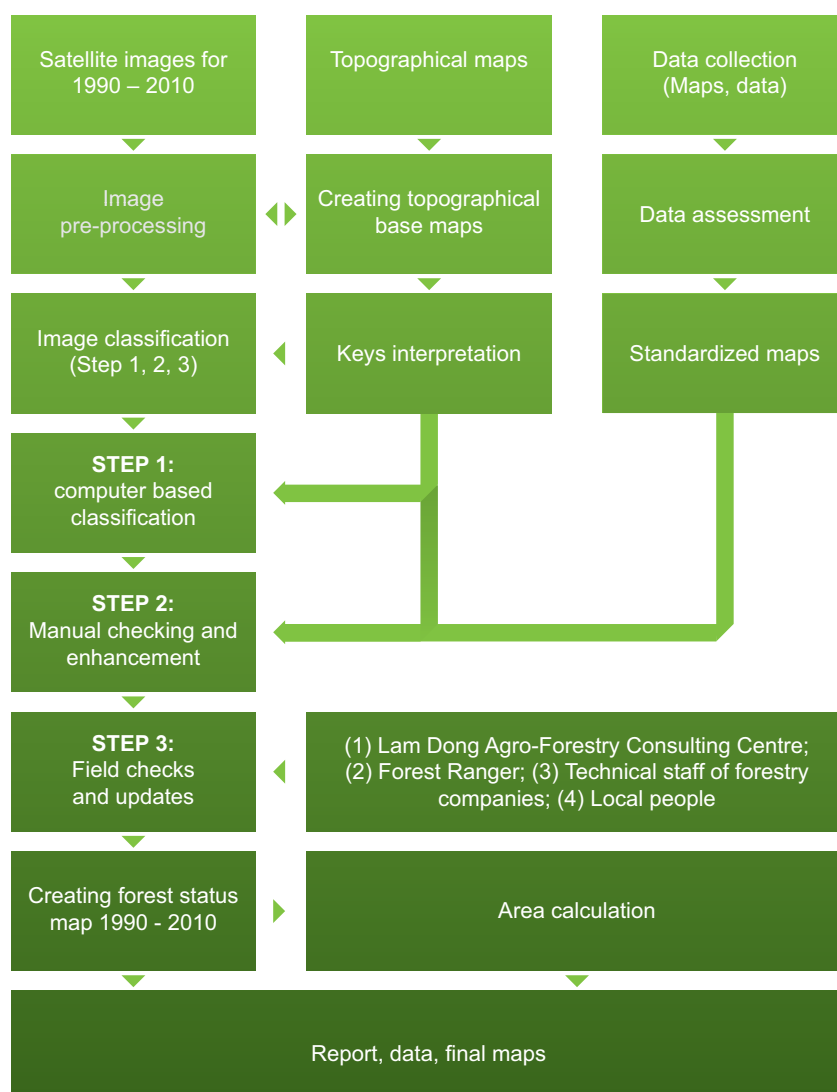 Satellite images for
1990 – 2010
Topographical maps
Data collection
(Maps, data)
Image
pre-processing
Creating topographical
base maps
Data assessment
Image classification
(Step 1, 2, 3)
Keys interpretation
Standardized maps
STEP 1:
computer based
classification
STEP 2:
Manual checking and
enhancement
STEP 3:
Field checks
and updates
(1) Lam Dong Agro-Forestry Consulting Centre;
(2) Forest Ranger; (3) Technical staff of forestry
companies; (4) Local people
Creating forest status
map 1990 - 2010
Area calculation
Report, data, final maps